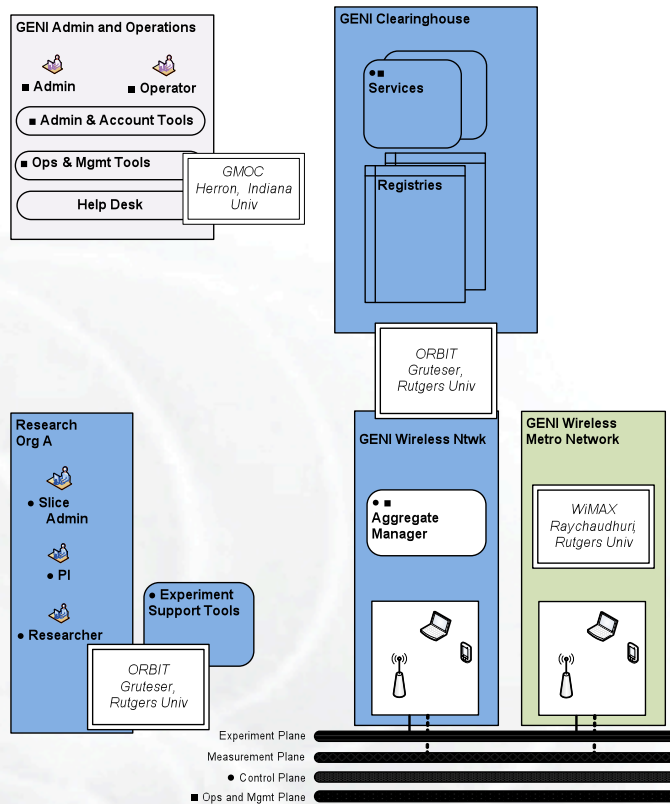 GENI Admin and Operations
■ Admin
■ Operator
■ Admin & Account Tools
■ Ops & Mgmt Tools
Help Desk
GMOC
Herron, Indiana
Univ
GENI Clearinghouse
●■
Services
Registries
ORBIT
Gruteser,
Rutgers Univ
Research
Org A
● Slice
Admin
● PI
● Researcher
● Experiment
Support Tools
ORBIT
Gruteser,
Rutgers Univ
GENI Wireless Ntwk
● ■
Aggregate
Manager
GENI Wireless
Metro Network
WiMAX
Raychaudhuri,
Rutgers Univ
Experiment Plane
Measurement Plane
● Control Plane
■ Ops and Mgmt Plane